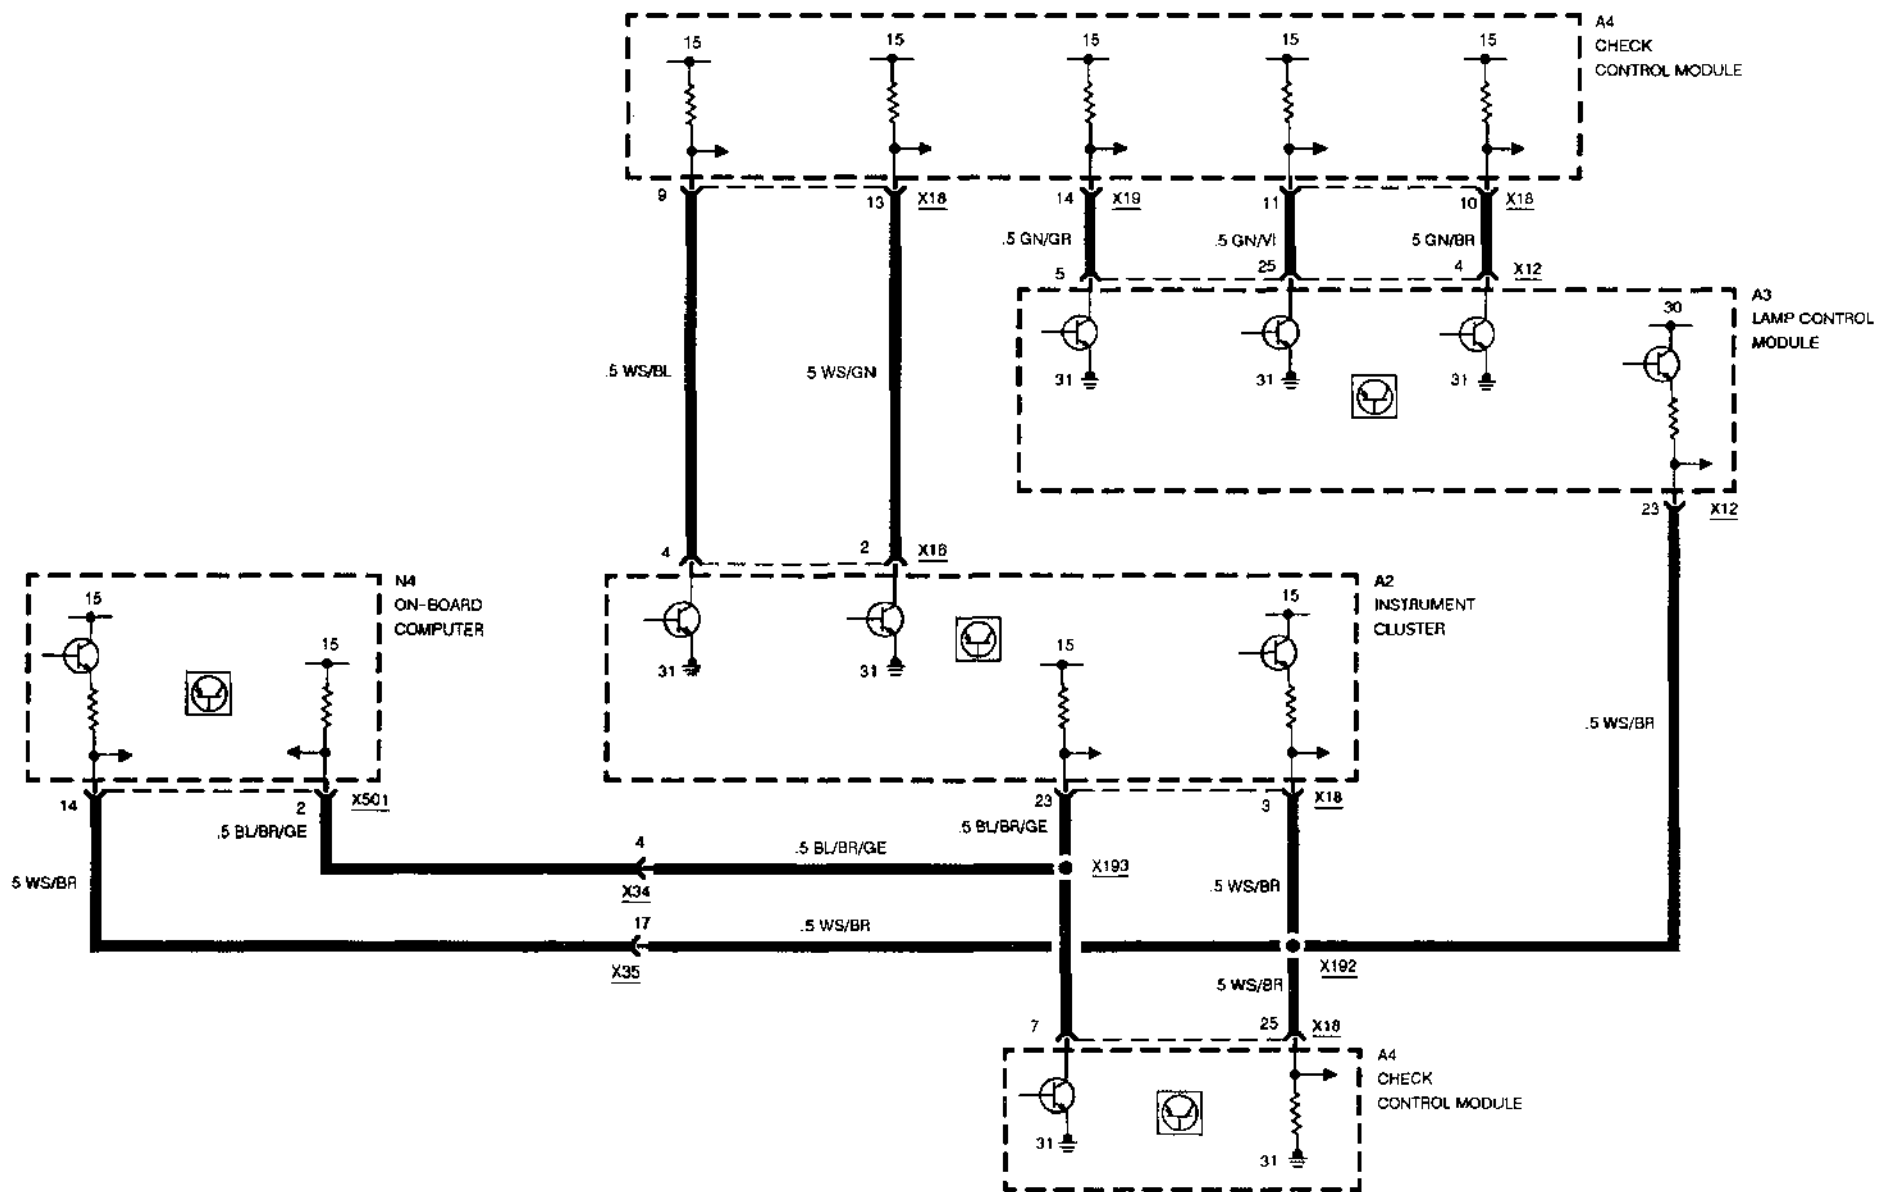 A4
CHECK
CONTROL MODULE
15 15 15 15 15
9 13 X18 14 X19 11 10 X18
.5 GN/GR .5 GN/VI 5 GN/BR
5 25 4 X12
A3
LAMP CONTROL
MODULE
30
31 31 31
.5 WS/BL 5 WS/GN
23 X12
4 2 X18
N4
ON-BOARD
COMPUTER
15
15
A2
INSTRUMENT
CLUSTER
15
15
31 31
.5 WS/BR
14 2 X501
23 3 X18
.5 BL/BR/GE
.5 BL/BR/GE
4 .5 BL/BR/GE
X34
X193
5 WS/BR
.5 WS/BR
17 .5 WS/BR
X35
X192
5 WS/BR
7 25 X18
A4
CHECK
CONTROL MODULE
31
31